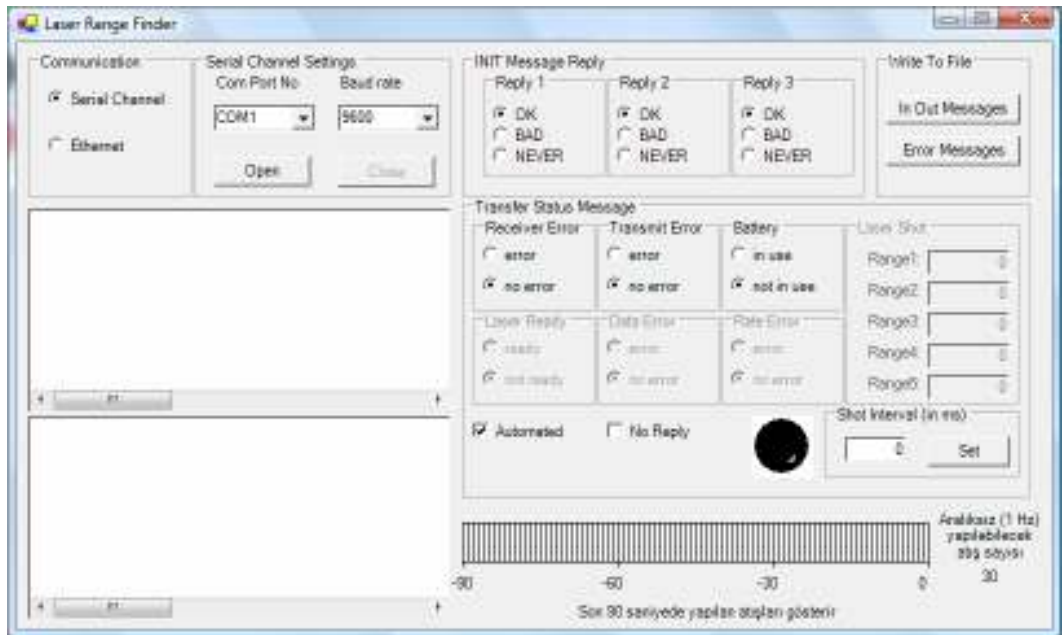 Laser Range Finder
Communication
Serial Channel
Ethernet
Serial Channel Settings
Com Port No
Baud rate
COM1
9600
Open
Close
INIT Message Reply
Reply 1
OK
BAD
NEVER
Reply 2
OK
BAD
NEVER
Reply 3
OK
BAD
NEVER
Write To File
In Out Messages
Error Messages
Transfer Status Message
Receiver Error
error
no error
Transmit Error
error
no error
Battery
in use
not in use
Laser Ready
ready
not ready
Data Error
error
no error
Rate Error
error
no error
Laser Shot
Range1: 0
Range2: 0
Range3: 0
Range4: 0
Range5: 0
Automated
No Reply
Shot Interval (in ms)
0
Set
Aralıksız (1 Hz)
yapılabilecek
atış sayısı
30
-90 -60 -30 0
Son 90 saniyede yapılan atışları gösterir